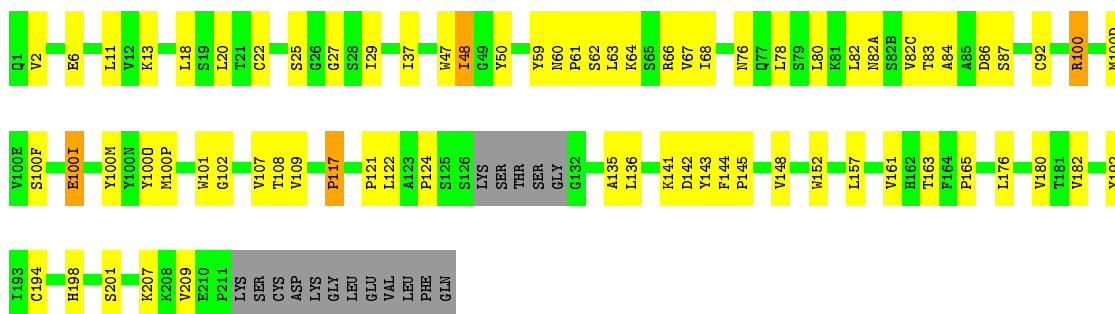 Q1 V2 E6 L11 V12 K13 L18 S19 L20 T21 C22 S25 G26 G27 S28 I29 I37 W47 I48 G49 Y50 Y59 N60 P61 S62 L63 K64 S65 R66 V67 I68 N76 Q77 L78 S79 L80 K81 L82 N82A S82B V82C T83 A84 A85 D86 S87 C92 R100
V100E S100F E100I Y100M Y100N Y100O M100P W101 G102 V107 T108 V109 P117 P121 L122 A123 P124 S125 S126 LYS SER THR SER GLY G132 A135 L136 K141 D142 Y143 F144 P145 V148 W152 L157 V161 H162 T163 F164 P165 L176 V180 T181 V182
I193 C194 H198 S201 K207 K208 V209 E210 P211 LYS SER CYS ASP LYS GLY LEU GLU VAL LEU PHE GLN